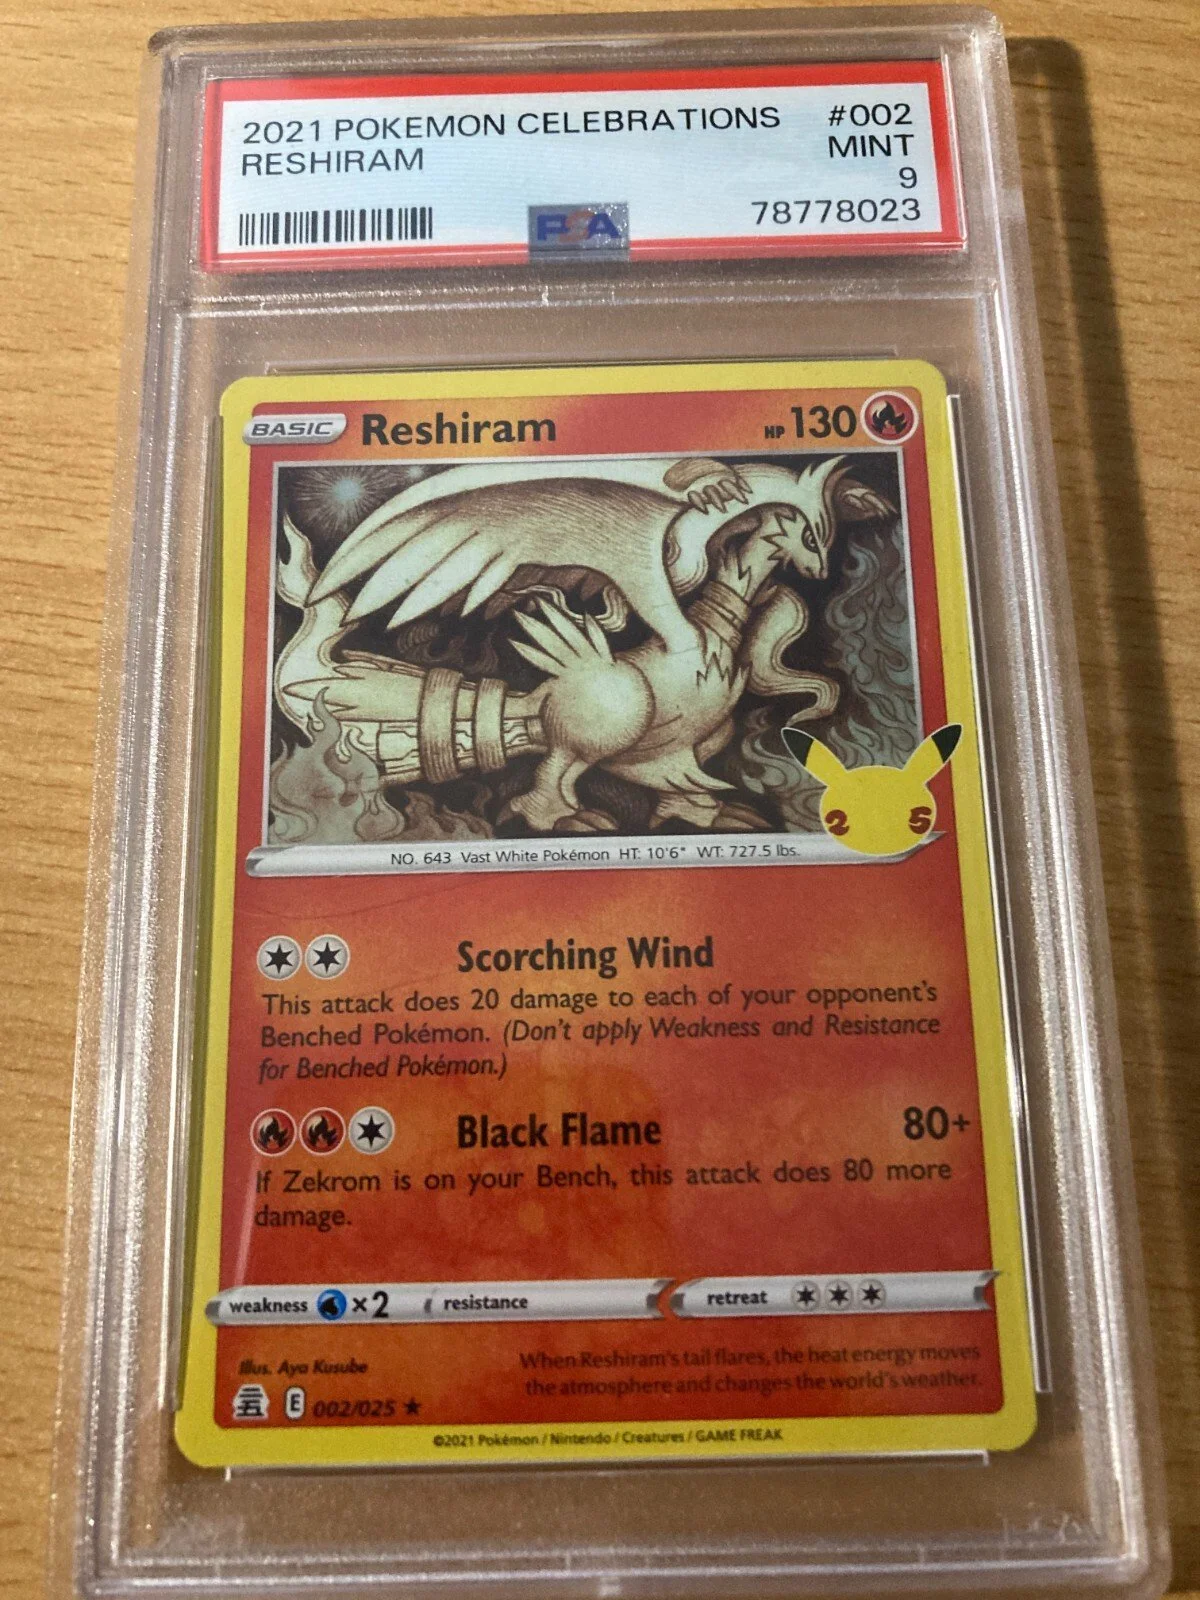 2021 POKEMON CELEBRATIONS #002
RESHIRAM MINT
9
PSA 78778023
BASIC Reshiram HP 130
25
NO. 643 Vast White Pokémon HT: 10'6" WT: 727.5 lbs.
Scorching Wind
This attack does 20 damage to each of your opponent's
Benched Pokémon. (Don't apply Weakness and Resistance
for Benched Pokémon.)
Black Flame 80+
If Zekrom is on your Bench, this attack does 80 more
damage.
weakness ×2 resistance retreat
Illus. Aya Kusube
When Reshiram's tail flares, the heat energy moves
the atmosphere and changes the world's weather.
E 002/025 ★
©2021 Pokémon / Nintendo / Creatures / GAME FREAK